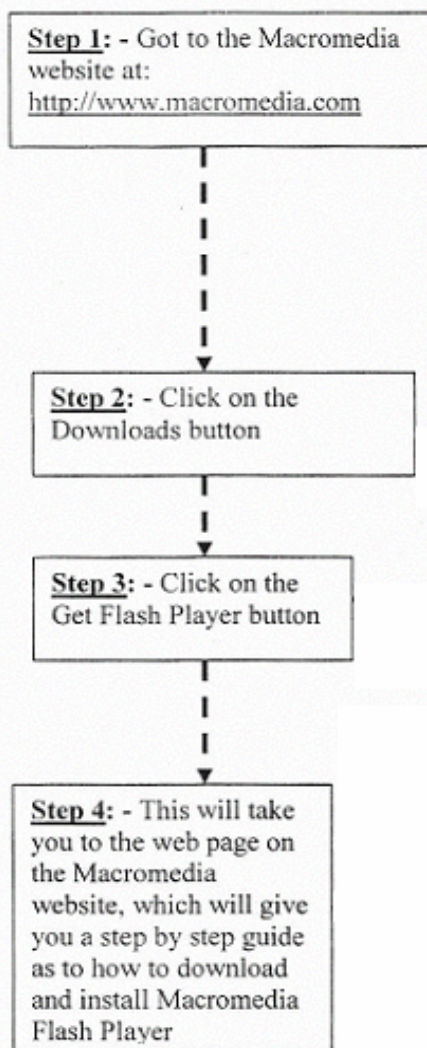 Step 1: - Got to the Macromedia
website at:
http://www.macromedia.com
Step 2: - Click on the
Downloads button
Step 3: - Click on the
Get Flash Player button
Step 4: - This will take
you to the web page on
the Macromedia
website, which will give
you a step by step guide
as to how to download
and install Macromedia
Flash Player